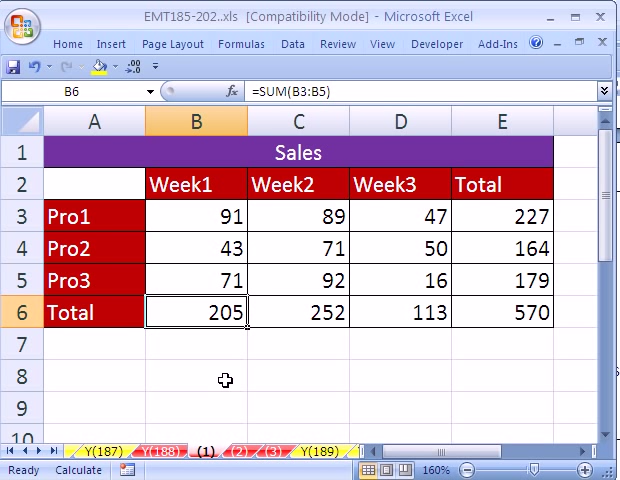 EMT185-202..xls [Compatibility Mode] - Microsoft Excel
Home Insert Page Layout Formulas Data Review View Developer Add-Ins
B6 fx =SUM(B3:B5)
A B C D E
1 Sales
2 Week1 Week2 Week3 Total
3 Pro1 91 89 47 227
4 Pro2 43 71 50 164
5 Pro3 71 92 16 179
6 Total 205 252 113 570
7
8
9
10
Y(187) Y(188) (1) (2) (3) Y(189)
Ready Calculate 160%